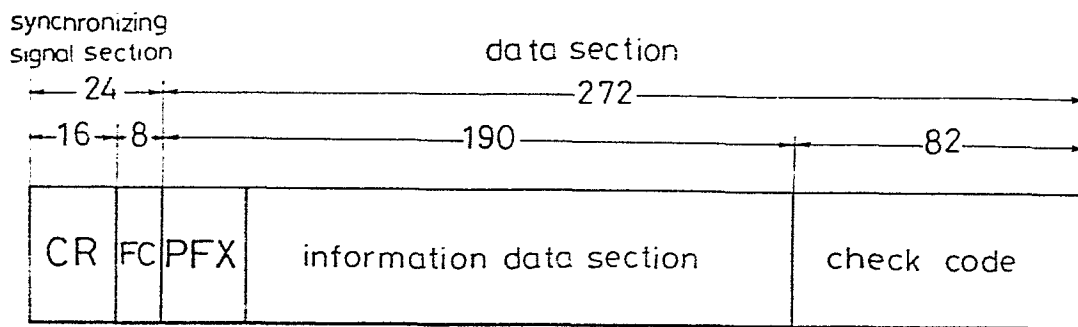 synchronizing
signal section
data section
24
272
16
8
190
82
CR
FC
PFX
information data section
check code